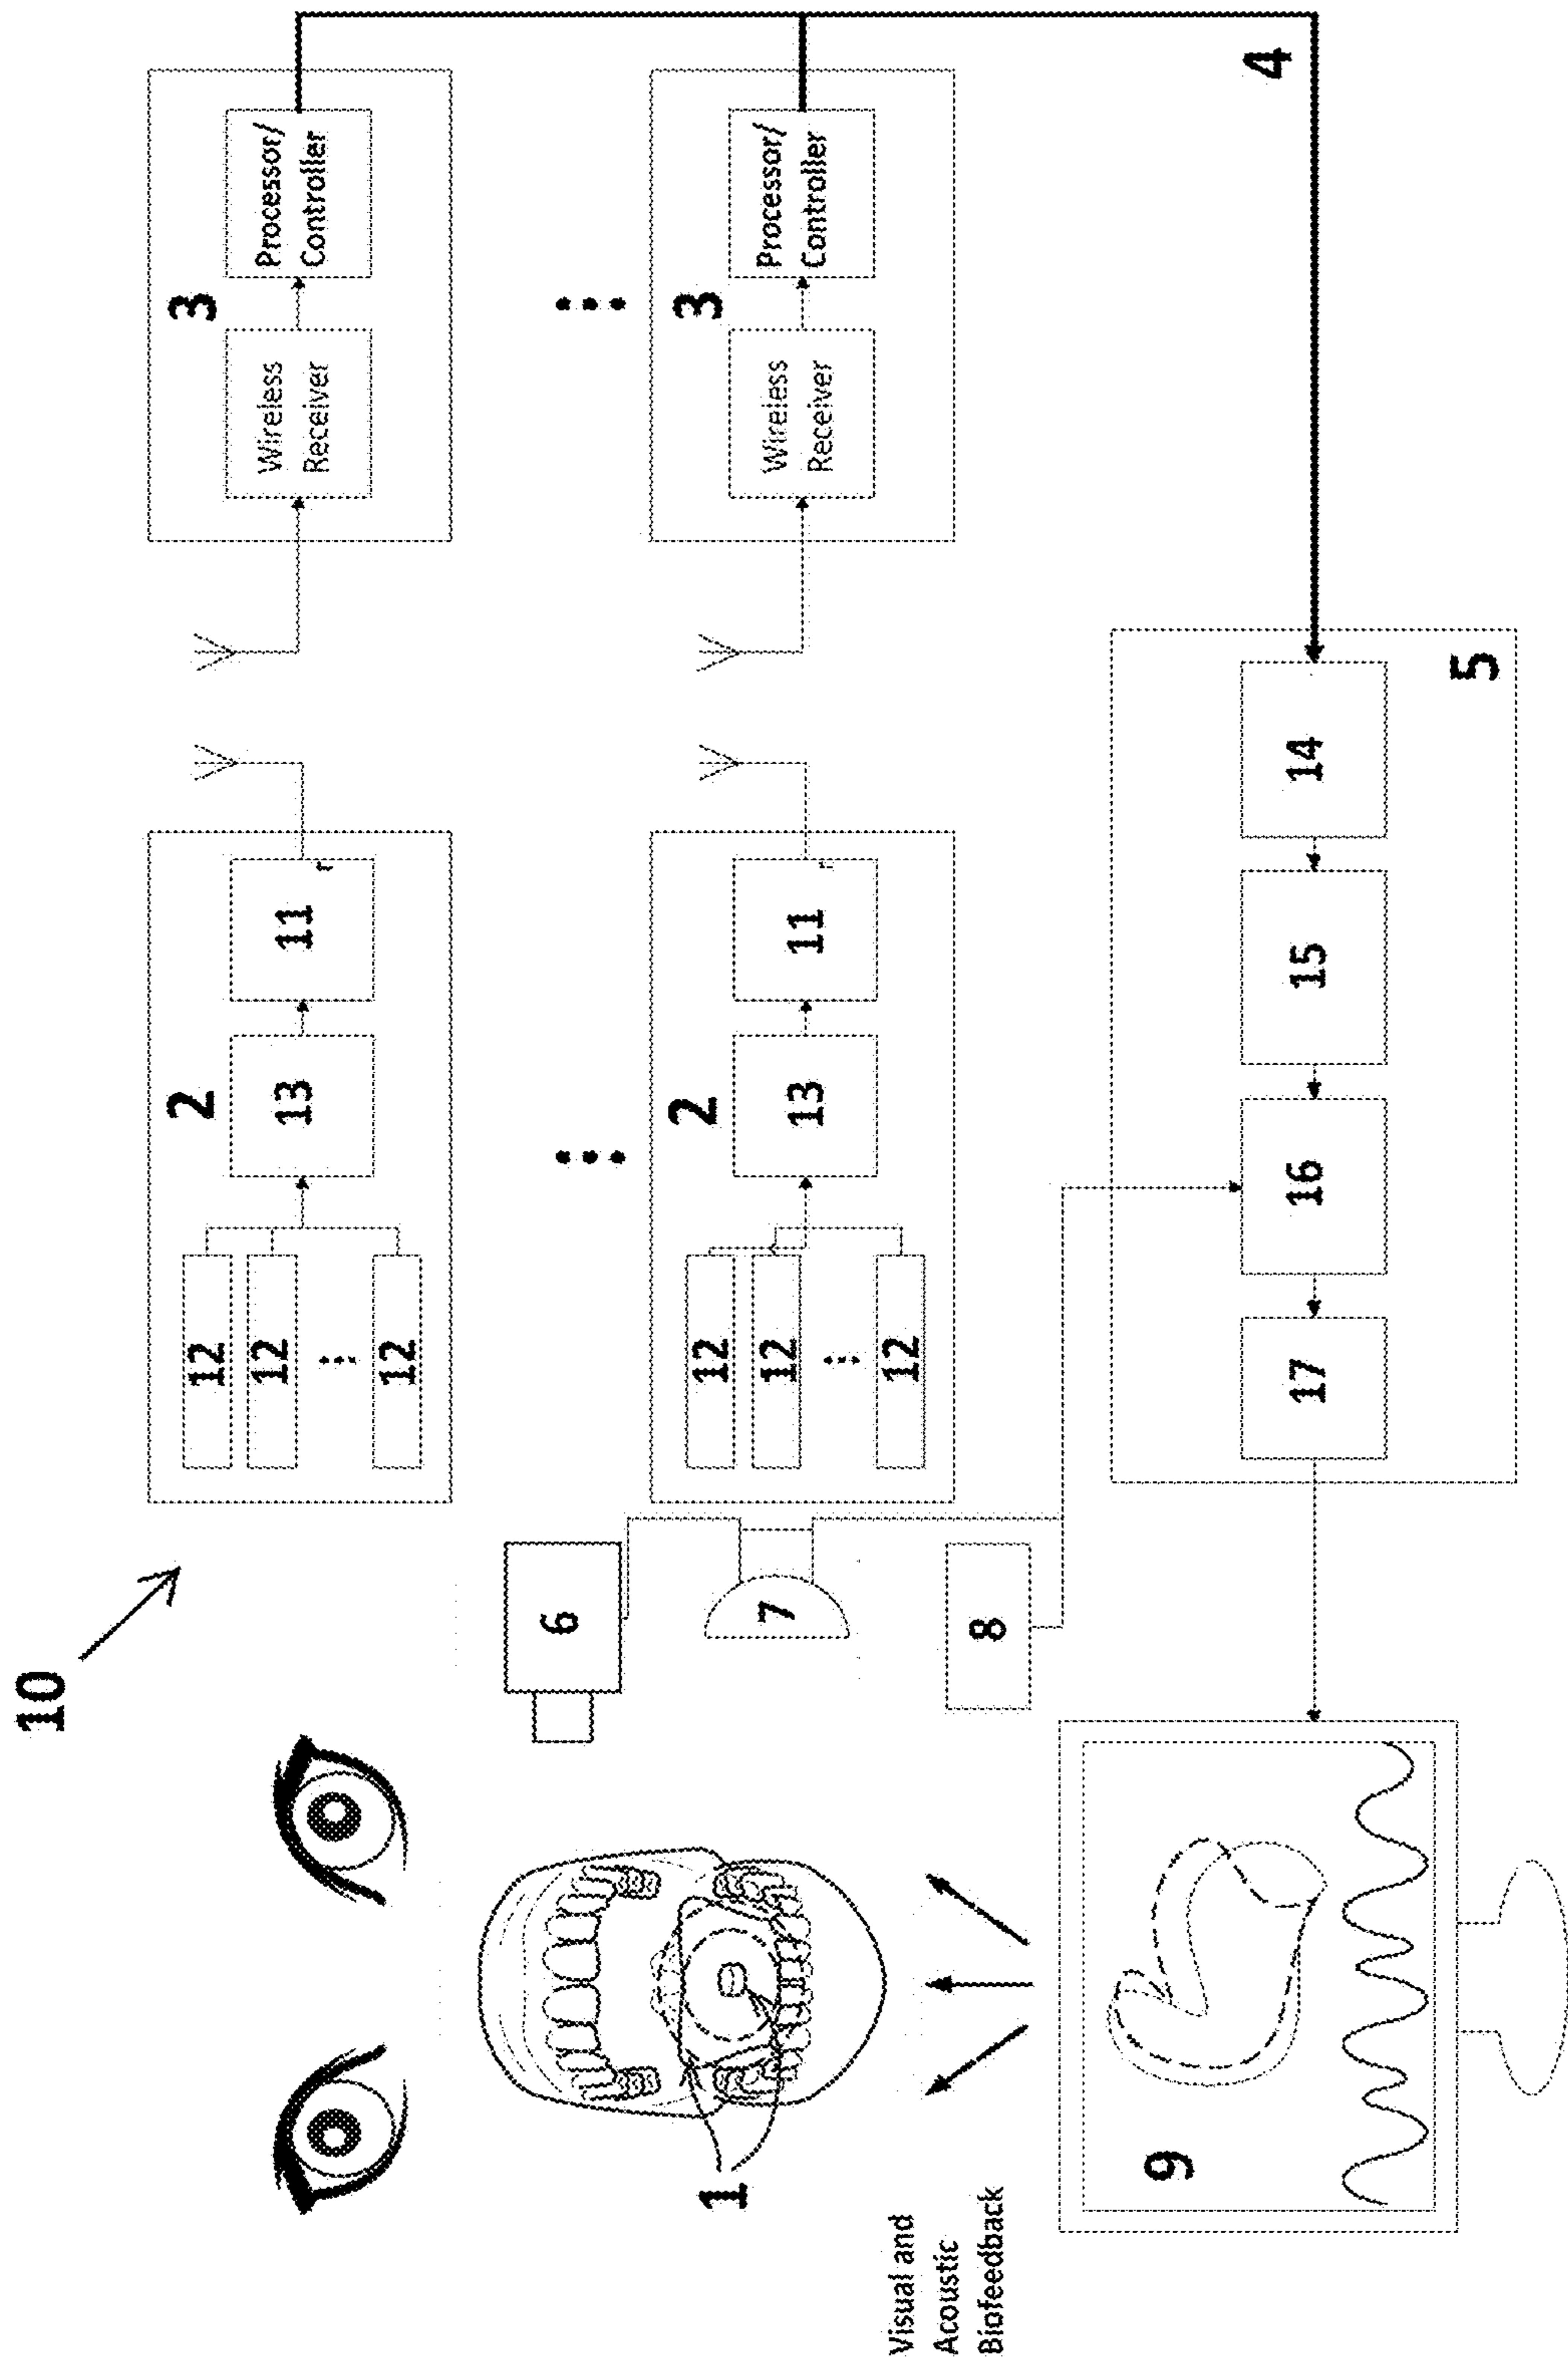 10
2
12
12
⋮
12
13
11
r
3
Wireless
Receiver
Processor/
Controller
⋮
⋮
2
12
12
⋮
12
13
11
3
Wireless
Receiver
Processor/
Controller
4
6
7
8
1
Visual and
Acoustic
Biofeedback
9
17
16
15
14
5